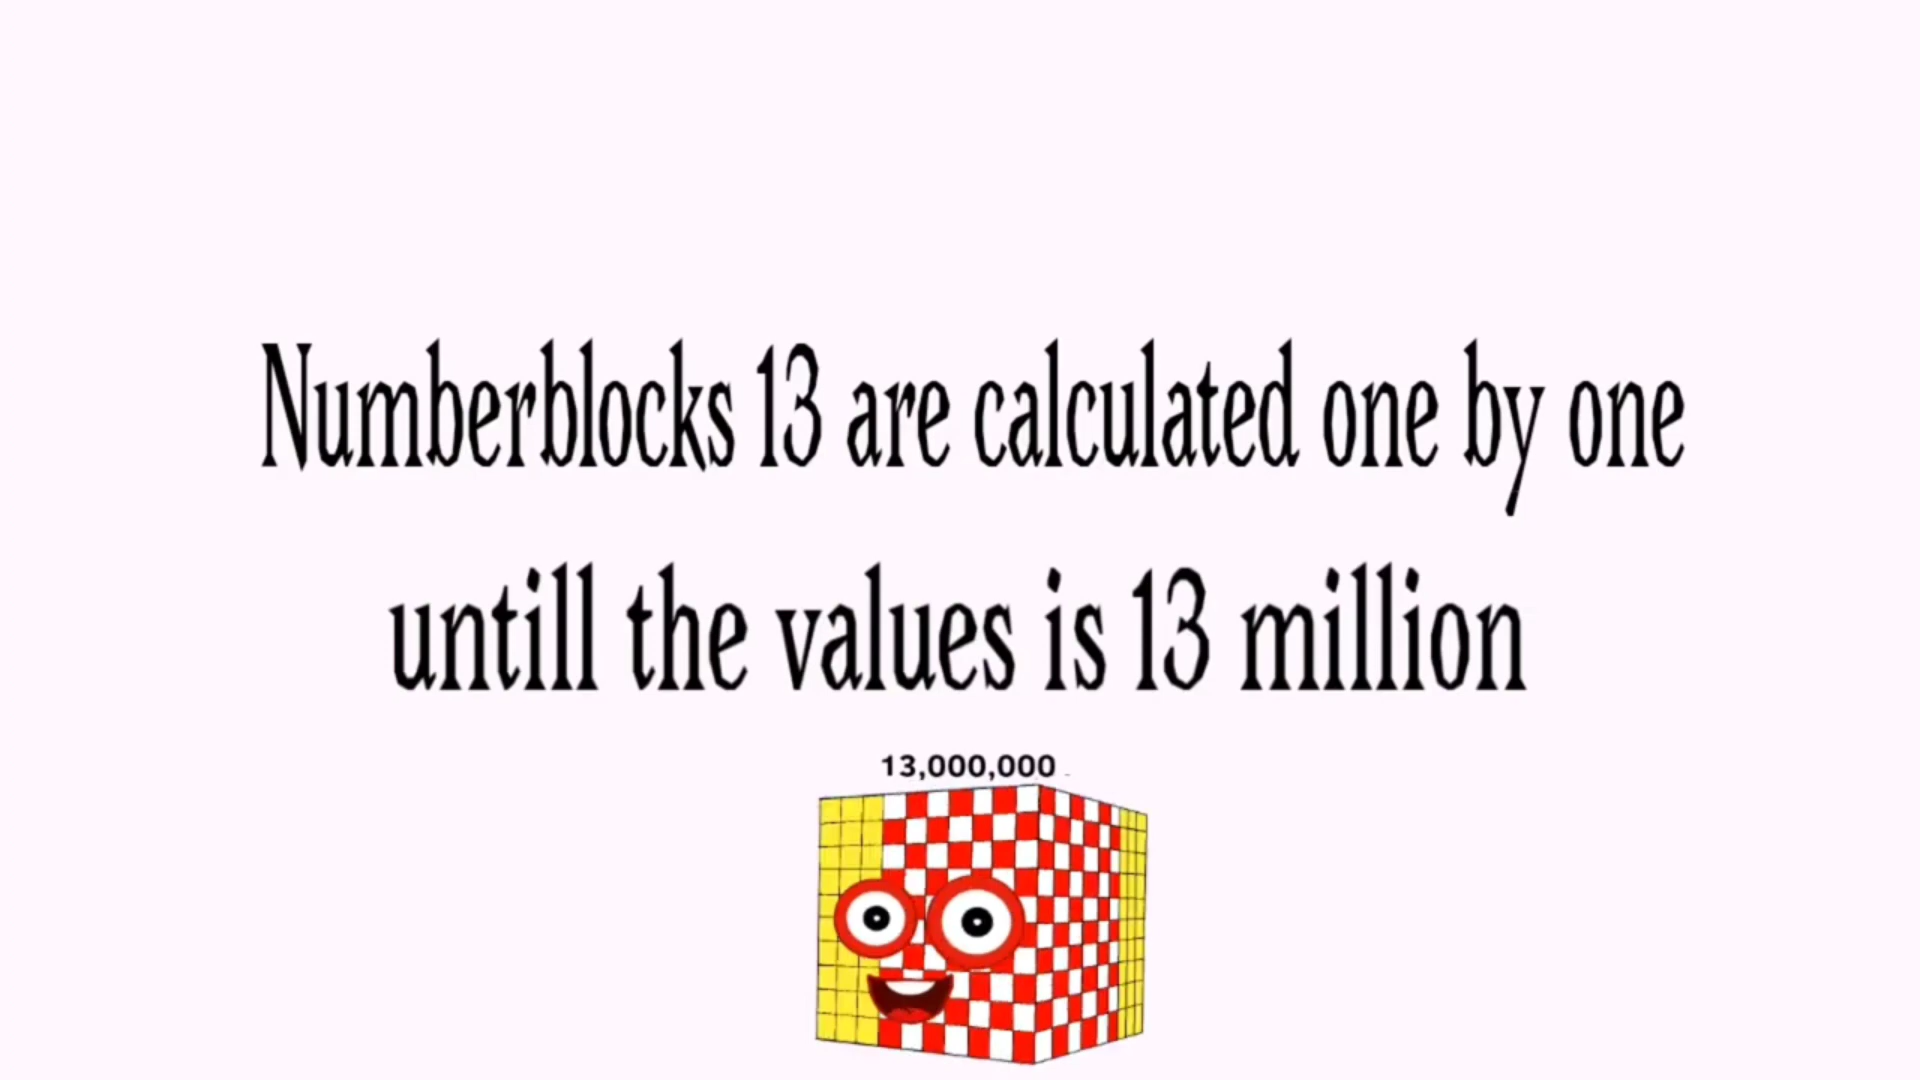 Numberblocks 13 are calculated one by one
untill the values is 13 million
13,000,000